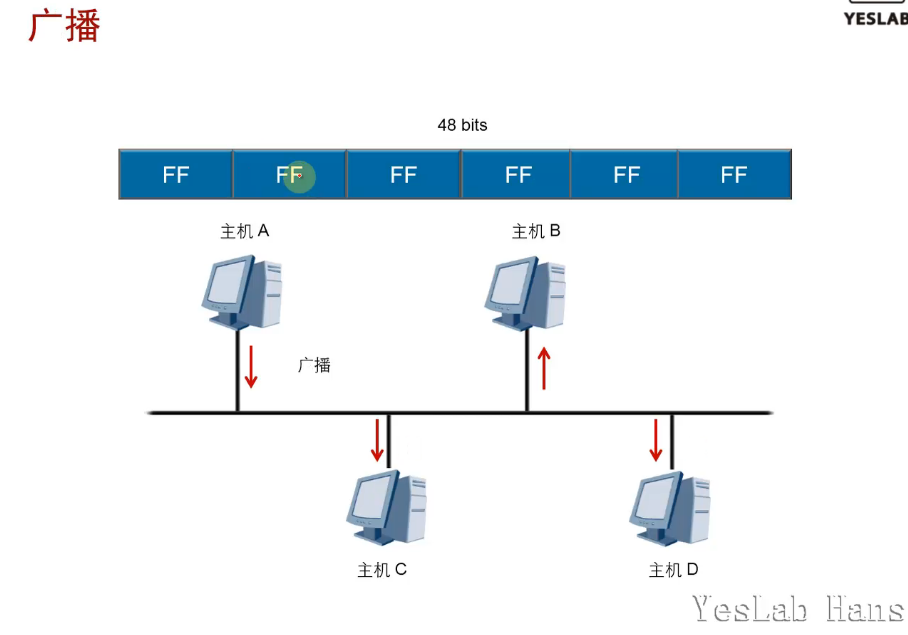 广播
YESLAB
48 bits
FF FF FF FF FF FF
主机 A
主机 B
广播
主机 C
主机 D
YesLab Hans